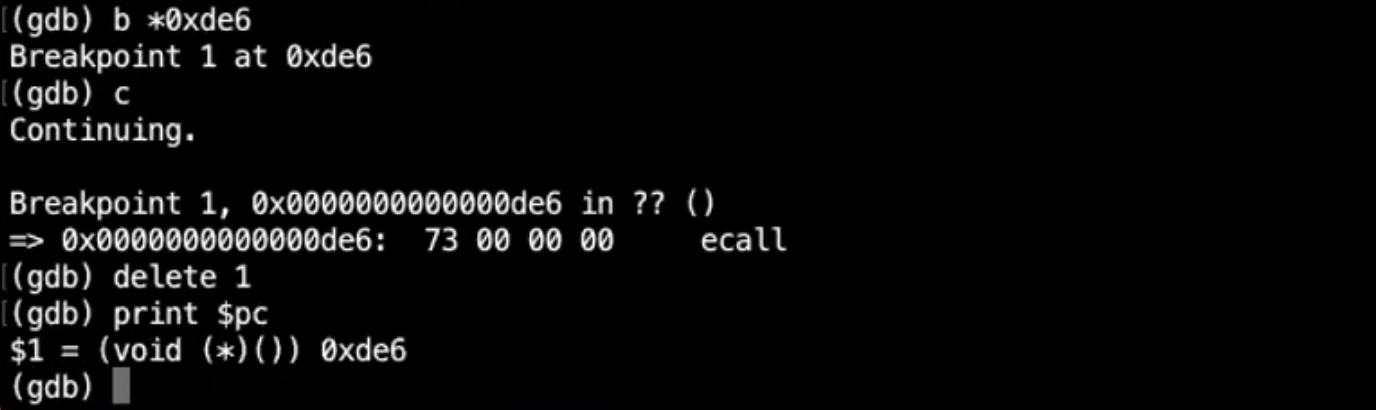 (gdb) b *0xde6
Breakpoint 1 at 0xde6
(gdb) c
Continuing.
Breakpoint 1, 0x0000000000000de6 in ?? ()
=> 0x0000000000000de6: 73 00 00 00 ecall
(gdb) delete 1
(gdb) print $pc
$1 = (void (*)()) 0xde6
(gdb)